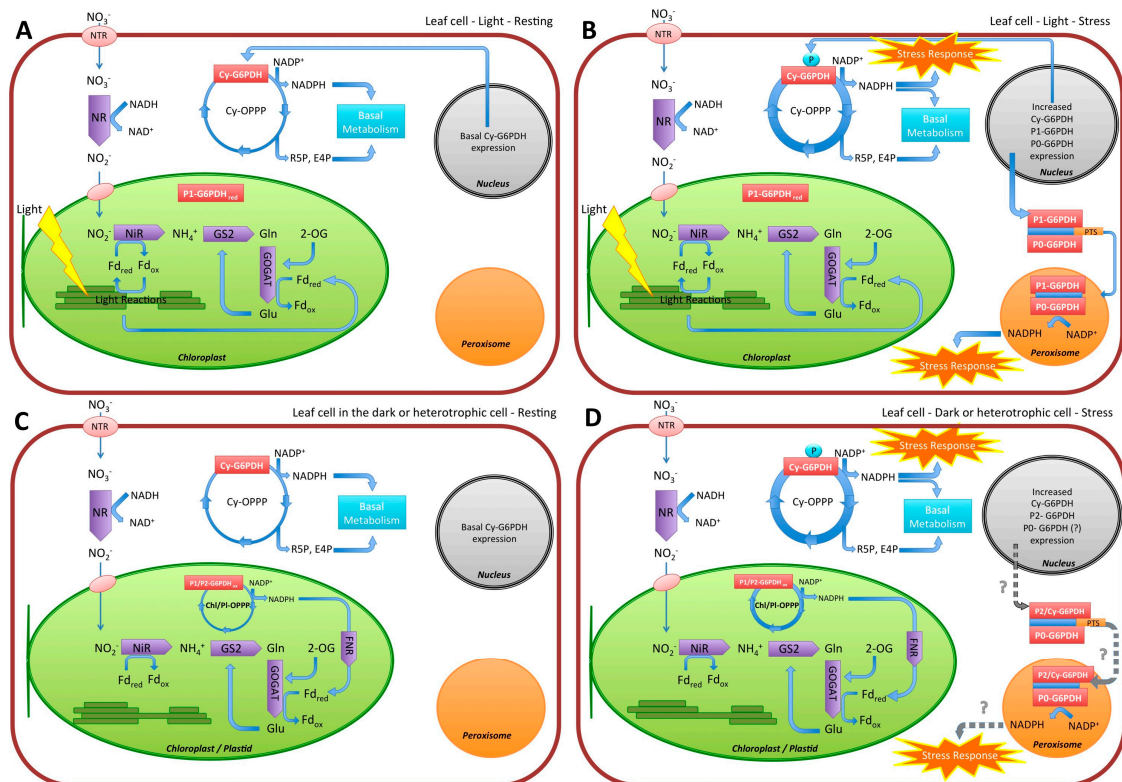 A
Leaf cell - Light - Resting
NO3-
NTR
NO3-
NR
NADH
NAD+
NO2-
Cy-G6PDH
NADP+
NADPH
Cy-OPPP
R5P, E4P
Basal
Metabolism
Basal Cy-G6PDH
expression
Nucleus
P1-G6PDH red
Light
NO2-
NiR
NH4+
GS2
Gln
2-OG
Fdred
Fdox
GOGAT
Fdred
Light Reactions
Fdox
Glu
Chloroplast
Peroxisome
B
Leaf cell - Light - Stress
NO3-
NTR
NO3-
NR
NADH
NAD+
NO2-
P
Cy-G6PDH
NADP+
NADPH
Stress Response
Cy-OPPP
R5P, E4P
Basal
Metabolism
Increased
Cy-G6PDH
P1-G6PDH
P0-G6PDH
expression
Nucleus
P1-G6PDH
PTS
P0-G6PDH
P1-G6PDH red
Light
NO2-
NiR
NH4+
GS2
Gln
2-OG
Fdred
Fdox
GOGAT
Fdred
Light Reactions
Fdox
Glu
Chloroplast
P1-G6PDH
P0-G6PDH
NADPH
NADP+
Peroxisome
Stress Response
C
Leaf cell in the dark or heterotrophic cell - Resting
NO3-
NTR
NO3-
NR
NADH
NAD+
NO2-
Cy-G6PDH
NADP+
NADPH
Cy-OPPP
R5P, E4P
Basal
Metabolism
Basal Cy-G6PDH
expression
Nucleus
P1/P2-G6PDH ox
NADP+
NADPH
Chl/Pl-OPPP
FNR
NO2-
NiR
NH4+
GS2
Gln
2-OG
Fdred
Fdox
GOGAT
Fdred
Fdox
Glu
Chloroplast / Plastid
Peroxisome
D
Leaf cell - Dark or heterotrophic cell - Stress
NO3-
NTR
NO3-
NR
NADH
NAD+
NO2-
P
Cy-G6PDH
NADP+
NADPH
Stress Response
Cy-OPPP
R5P, E4P
Basal
Metabolism
Increased
Cy-G6PDH
P2- G6PDH
P0- G6PDH (?)
expression
Nucleus
?
P2/Cy-G6PDH
PTS
P0-G6PDH
?
P1/P2-G6PDH ox
NADP+
NADPH
Chl/Pl-OPPP
FNR
NO2-
NiR
NH4+
GS2
Gln
2-OG
Fdred
Fdox
GOGAT
Fdred
Fdox
Glu
Chloroplast / Plastid
P2/Cy-G6PDH
P0-G6PDH
NADPH
NADP+
Peroxisome
?
Stress Response